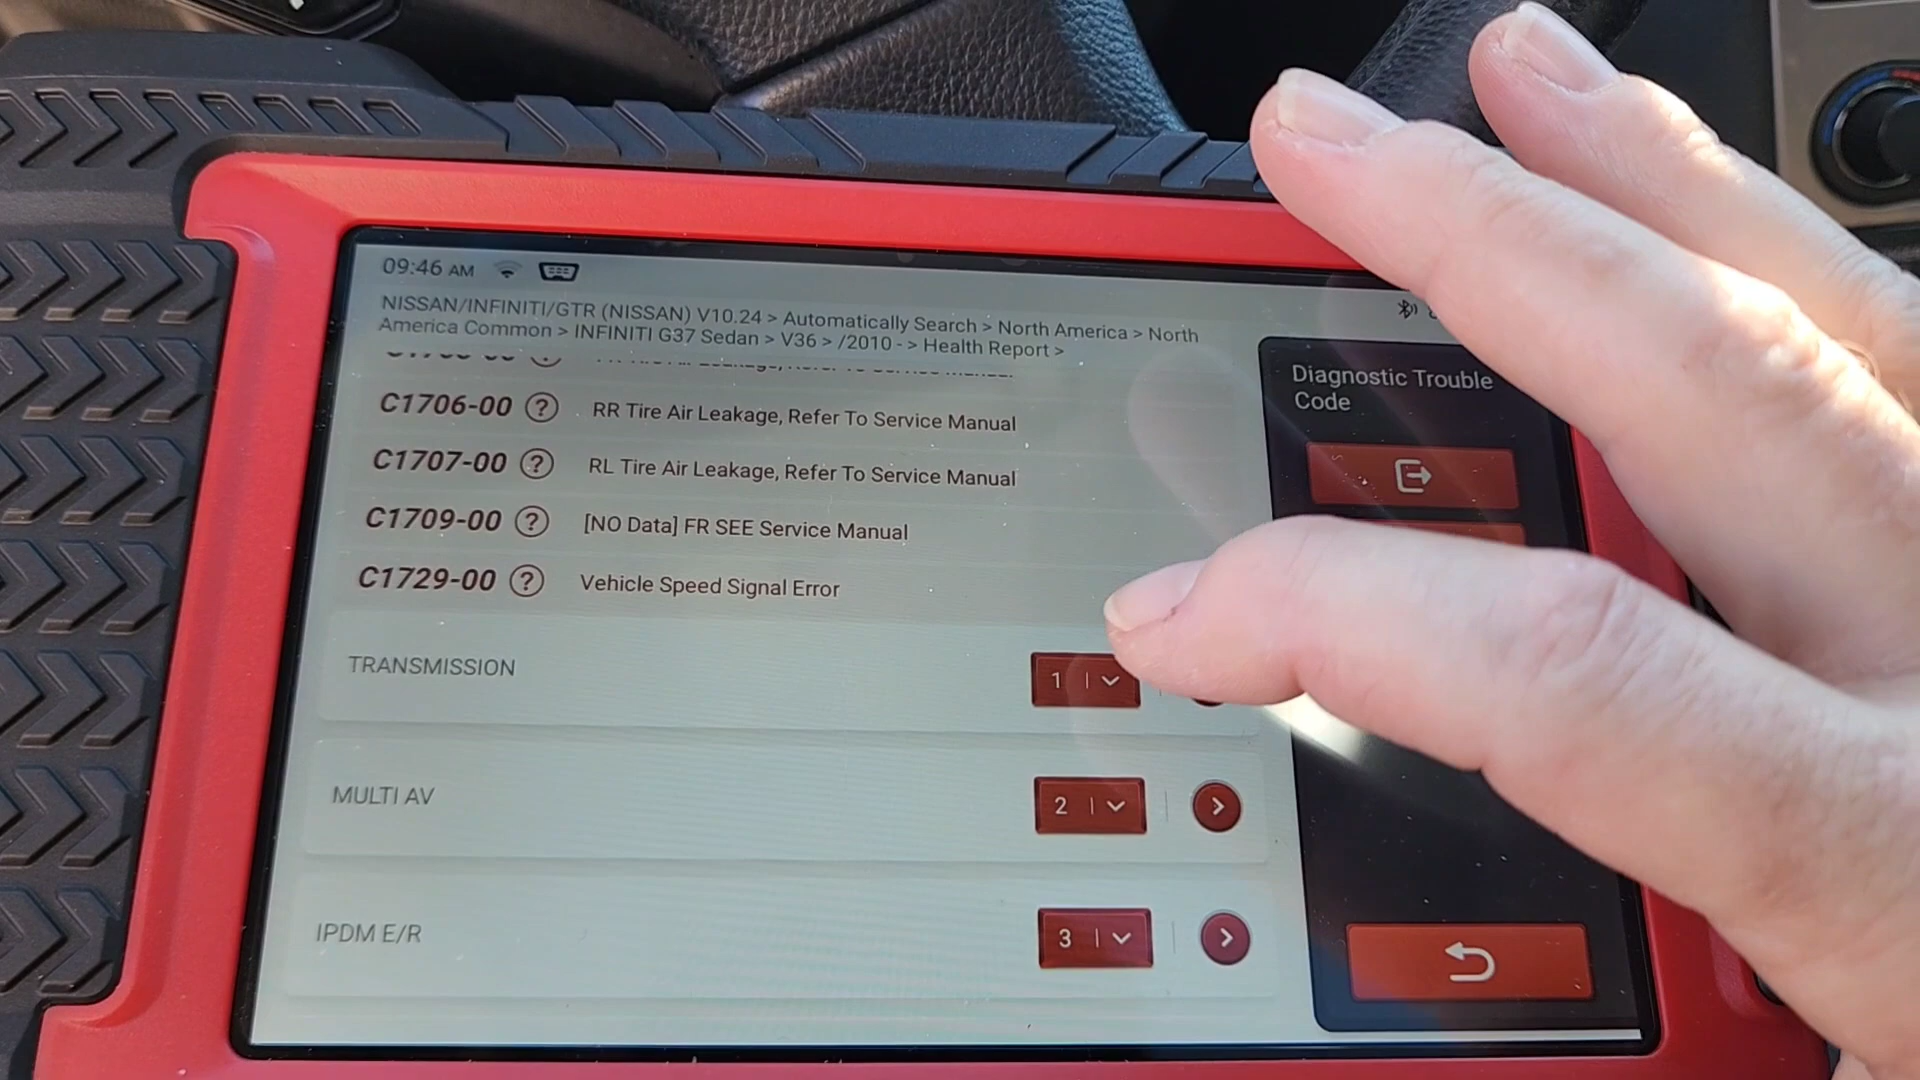 09:46 AM
NISSAN/INFINITI/GTR (NISSAN) V10.24 > Automatically Search > North America > North
America Common > INFINITI G37 Sedan > V36 > /2010 - > Health Report >
C1706-00 ? RR Tire Air Leakage, Refer To Service Manual
C1707-00 ? RL Tire Air Leakage, Refer To Service Manual
C1709-00 ? [NO Data] FR SEE Service Manual
C1729-00 ? Vehicle Speed Signal Error
TRANSMISSION 1
MULTI AV 2
IPDM E/R 3
Diagnostic Trouble
Code